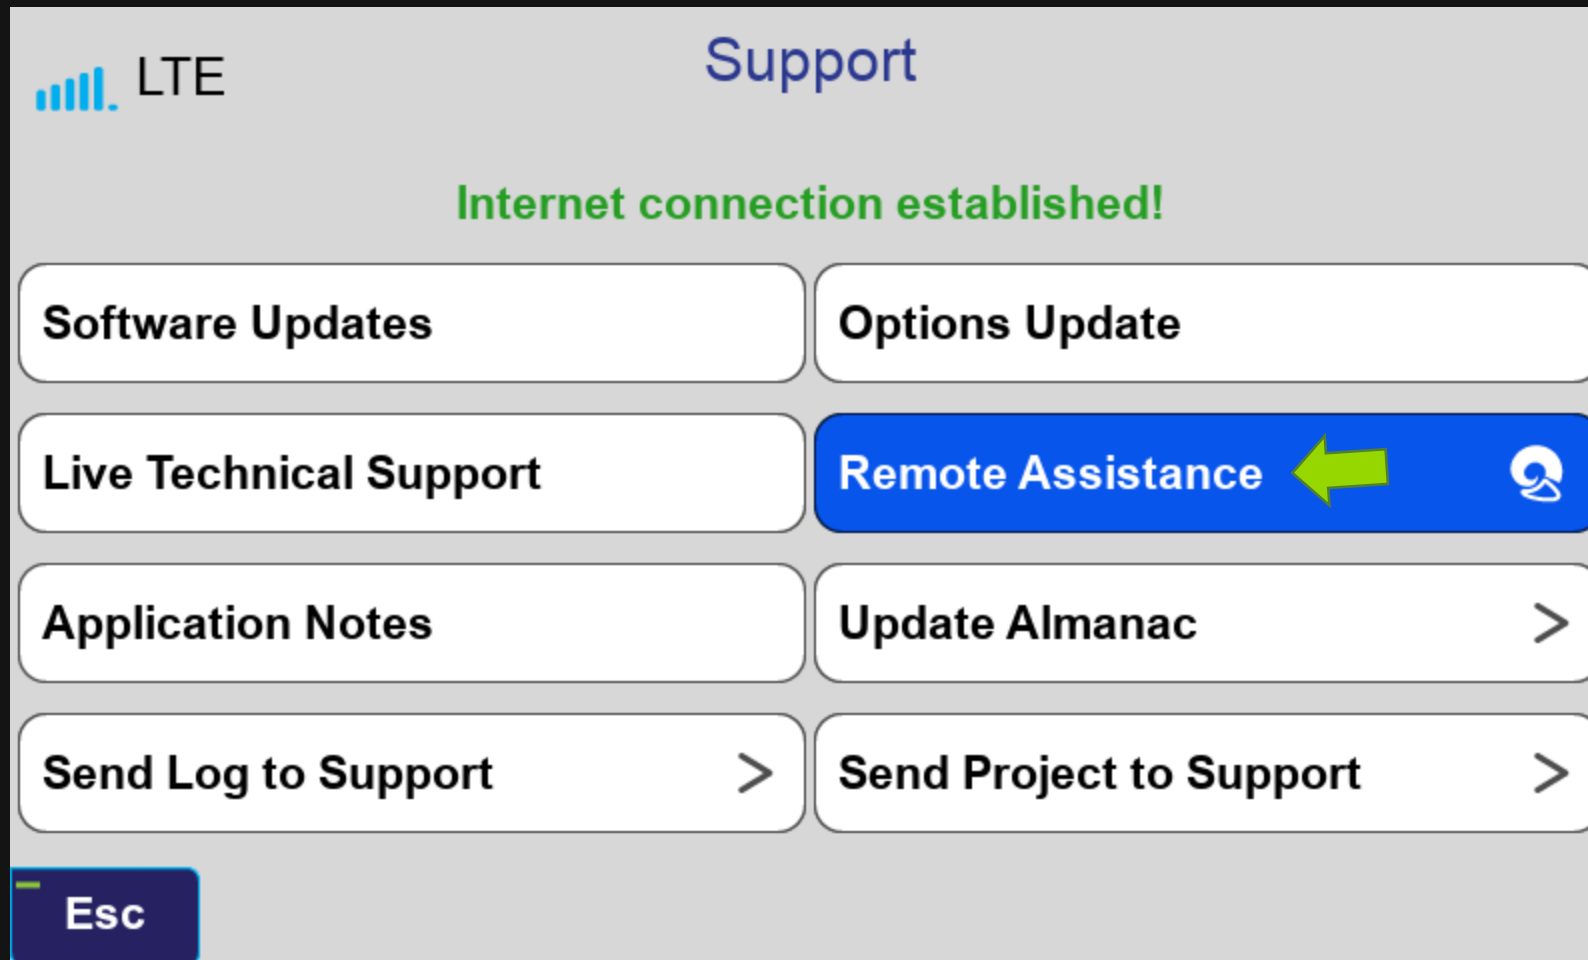 LTE
Support
Internet connection established!
Software Updates
Options Update
Live Technical Support
Remote Assistance
Application Notes
Update Almanac
Send Log to Support
Send Project to Support
Esc